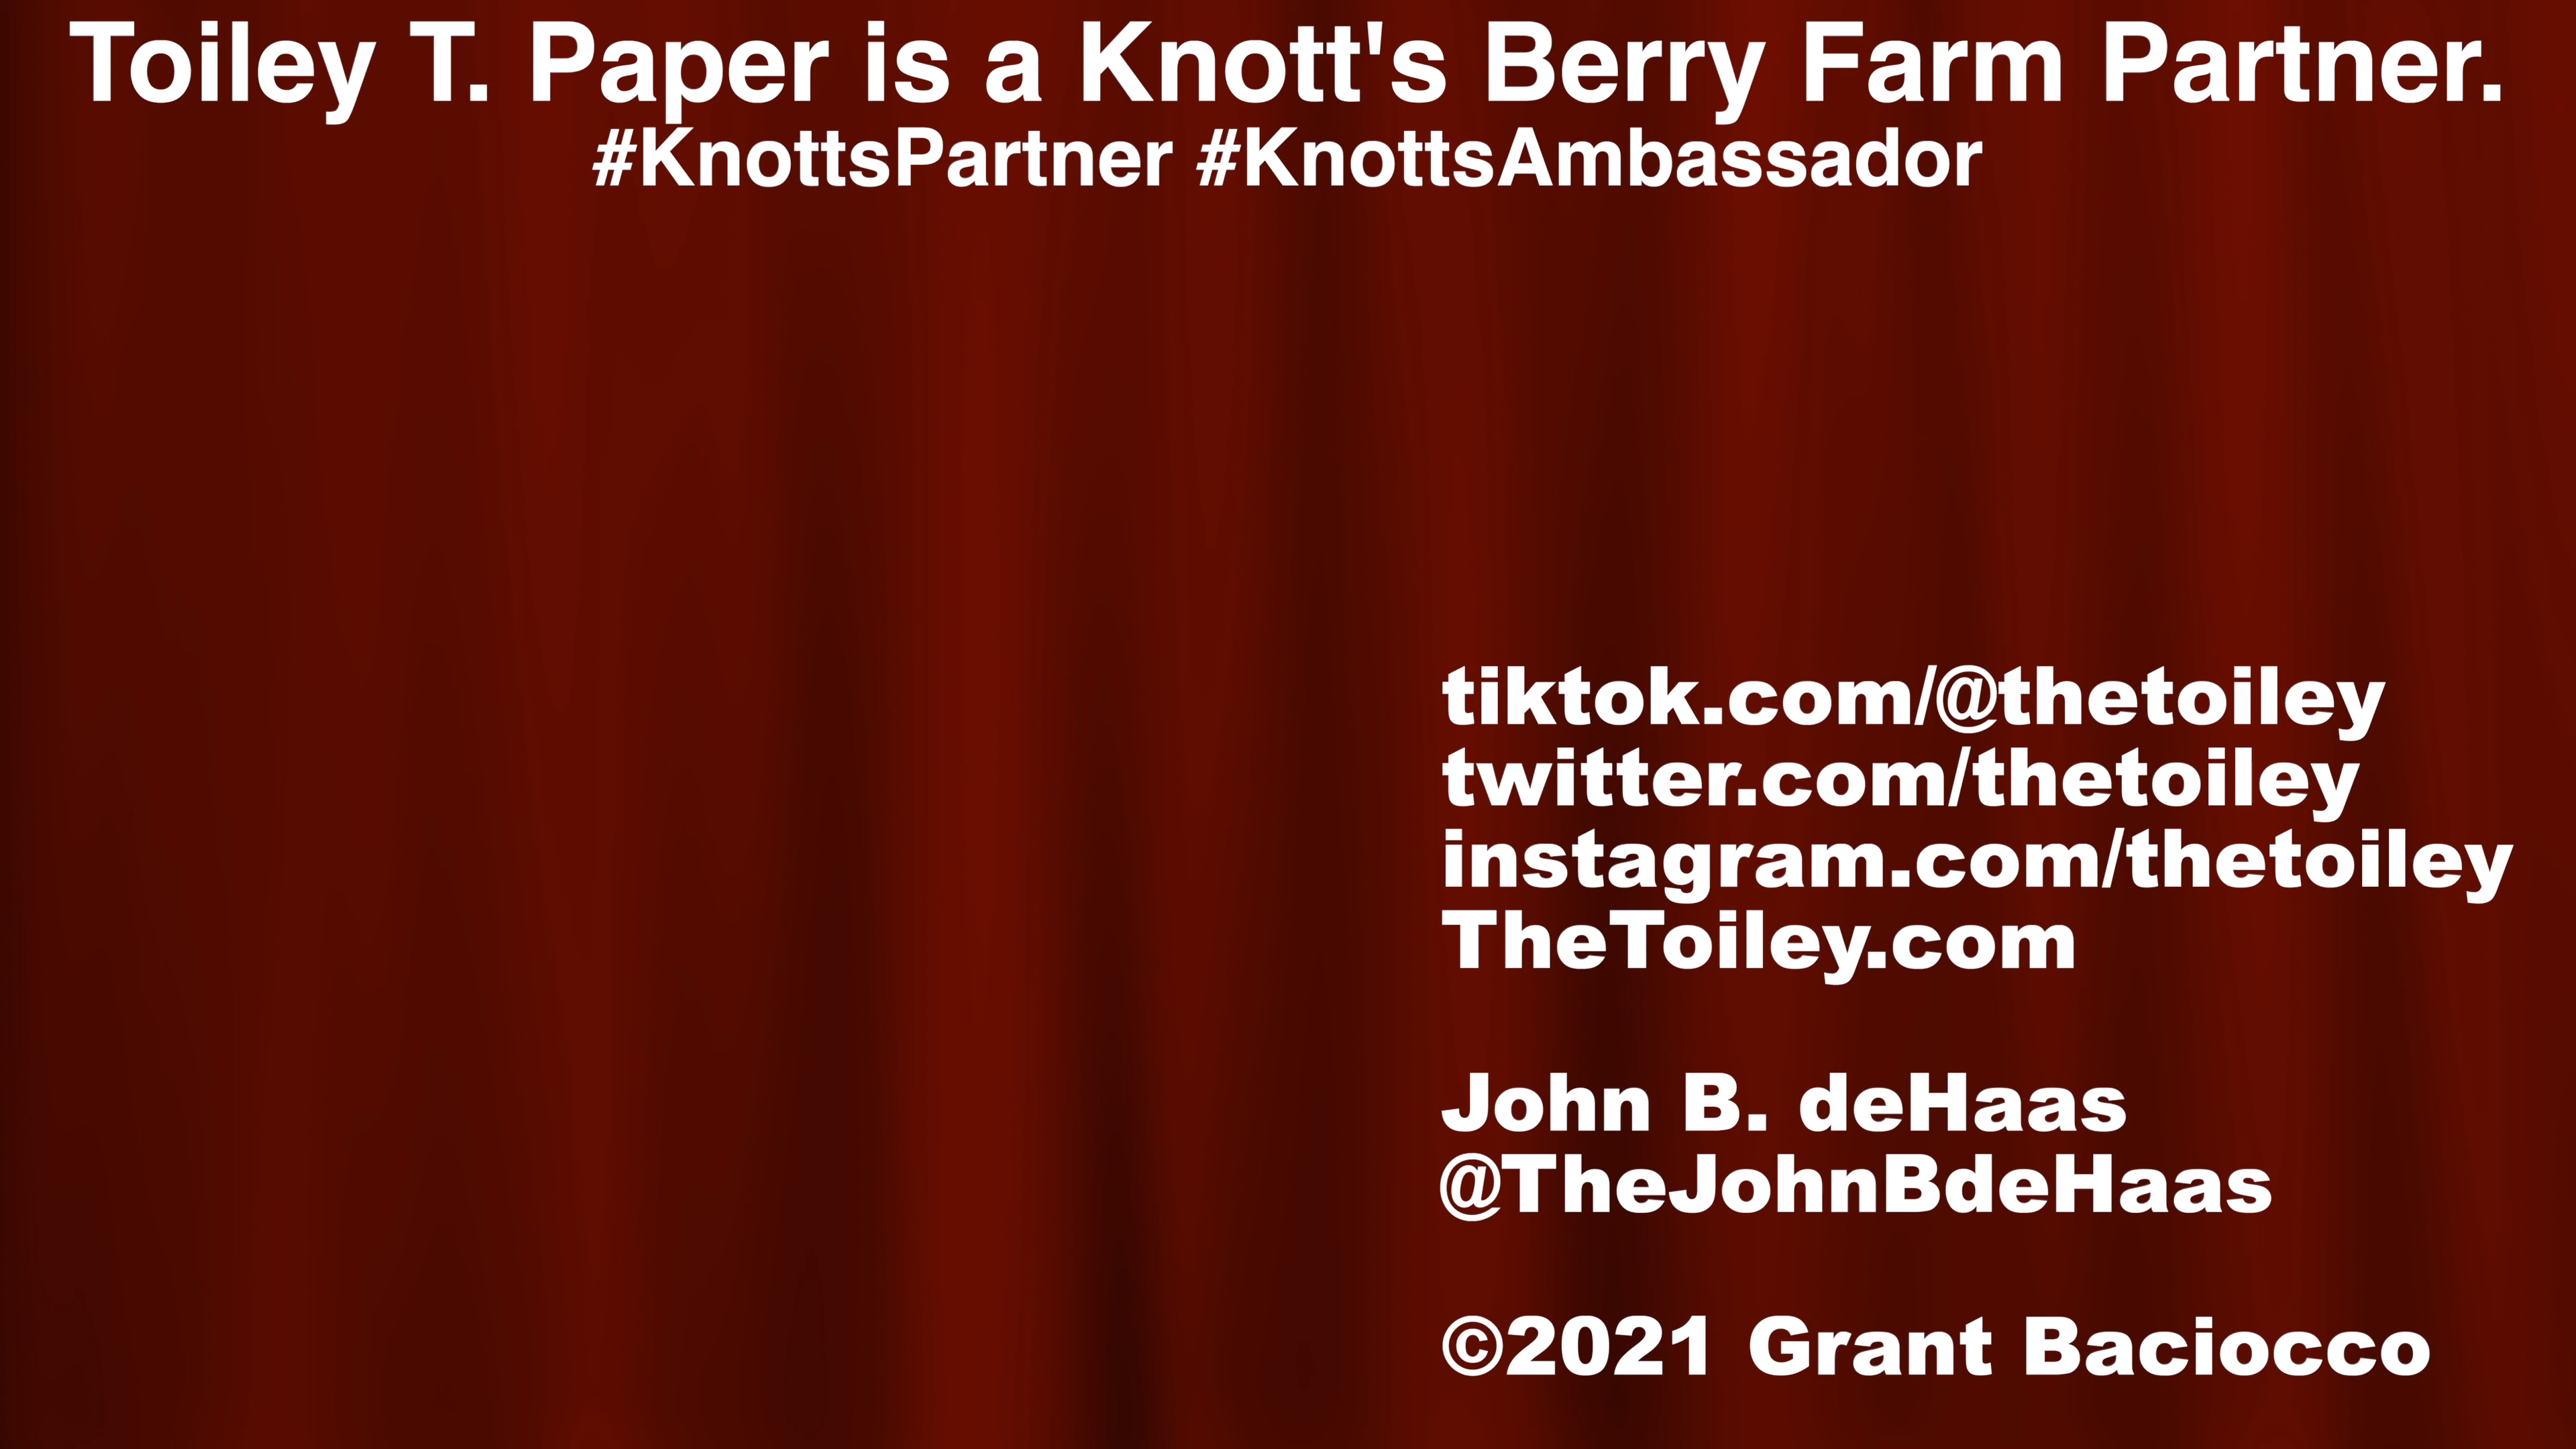 Toiley T. Paper is a Knott's Berry Farm Partner.
#KnottsPartner #KnottsAmbassador
tiktok.com/@thetoiley
twitter.com/thetoiley
instagram.com/thetoiley
TheToiley.com
John B. deHaas
@TheJohnBdeHaas
©2021 Grant Baciocco